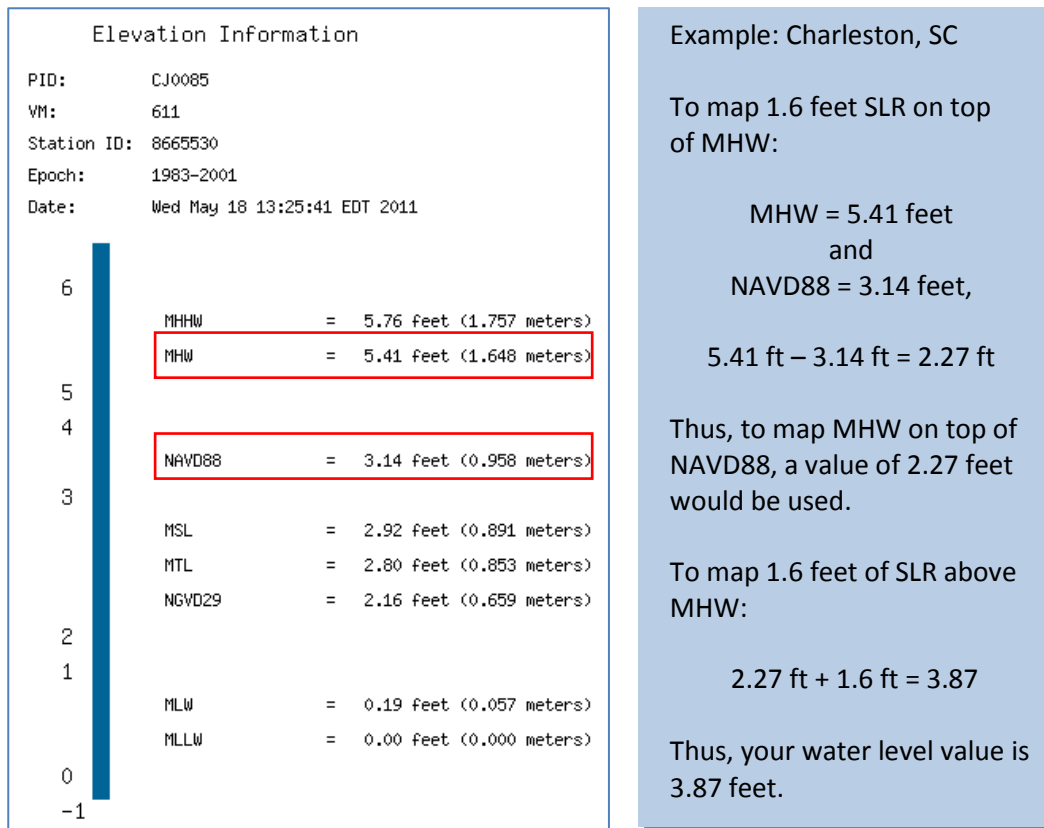 Elevation Information
PID: CJ0085
VM: 611
Station ID: 8665530
Epoch: 1983-2001
Date: Wed May 18 13:25:41 EDT 2011
6
MHHW = 5.76 feet (1.757 meters)
MHW = 5.41 feet (1.648 meters)
5
4
NAVD88 = 3.14 feet (0.958 meters)
3
MSL = 2.92 feet (0.891 meters)
MTL = 2.80 feet (0.853 meters)
NGVD29 = 2.16 feet (0.659 meters)
2
1
MLW = 0.19 feet (0.057 meters)
MLLW = 0.00 feet (0.000 meters)
0
-1
Example: Charleston, SC
To map 1.6 feet SLR on top
of MHW:
MHW = 5.41 feet
and
NAVD88 = 3.14 feet,
5.41 ft – 3.14 ft = 2.27 ft
Thus, to map MHW on top of
NAVD88, a value of 2.27 feet
would be used.
To map 1.6 feet of SLR above
MHW:
2.27 ft + 1.6 ft = 3.87
Thus, your water level value is
3.87 feet.